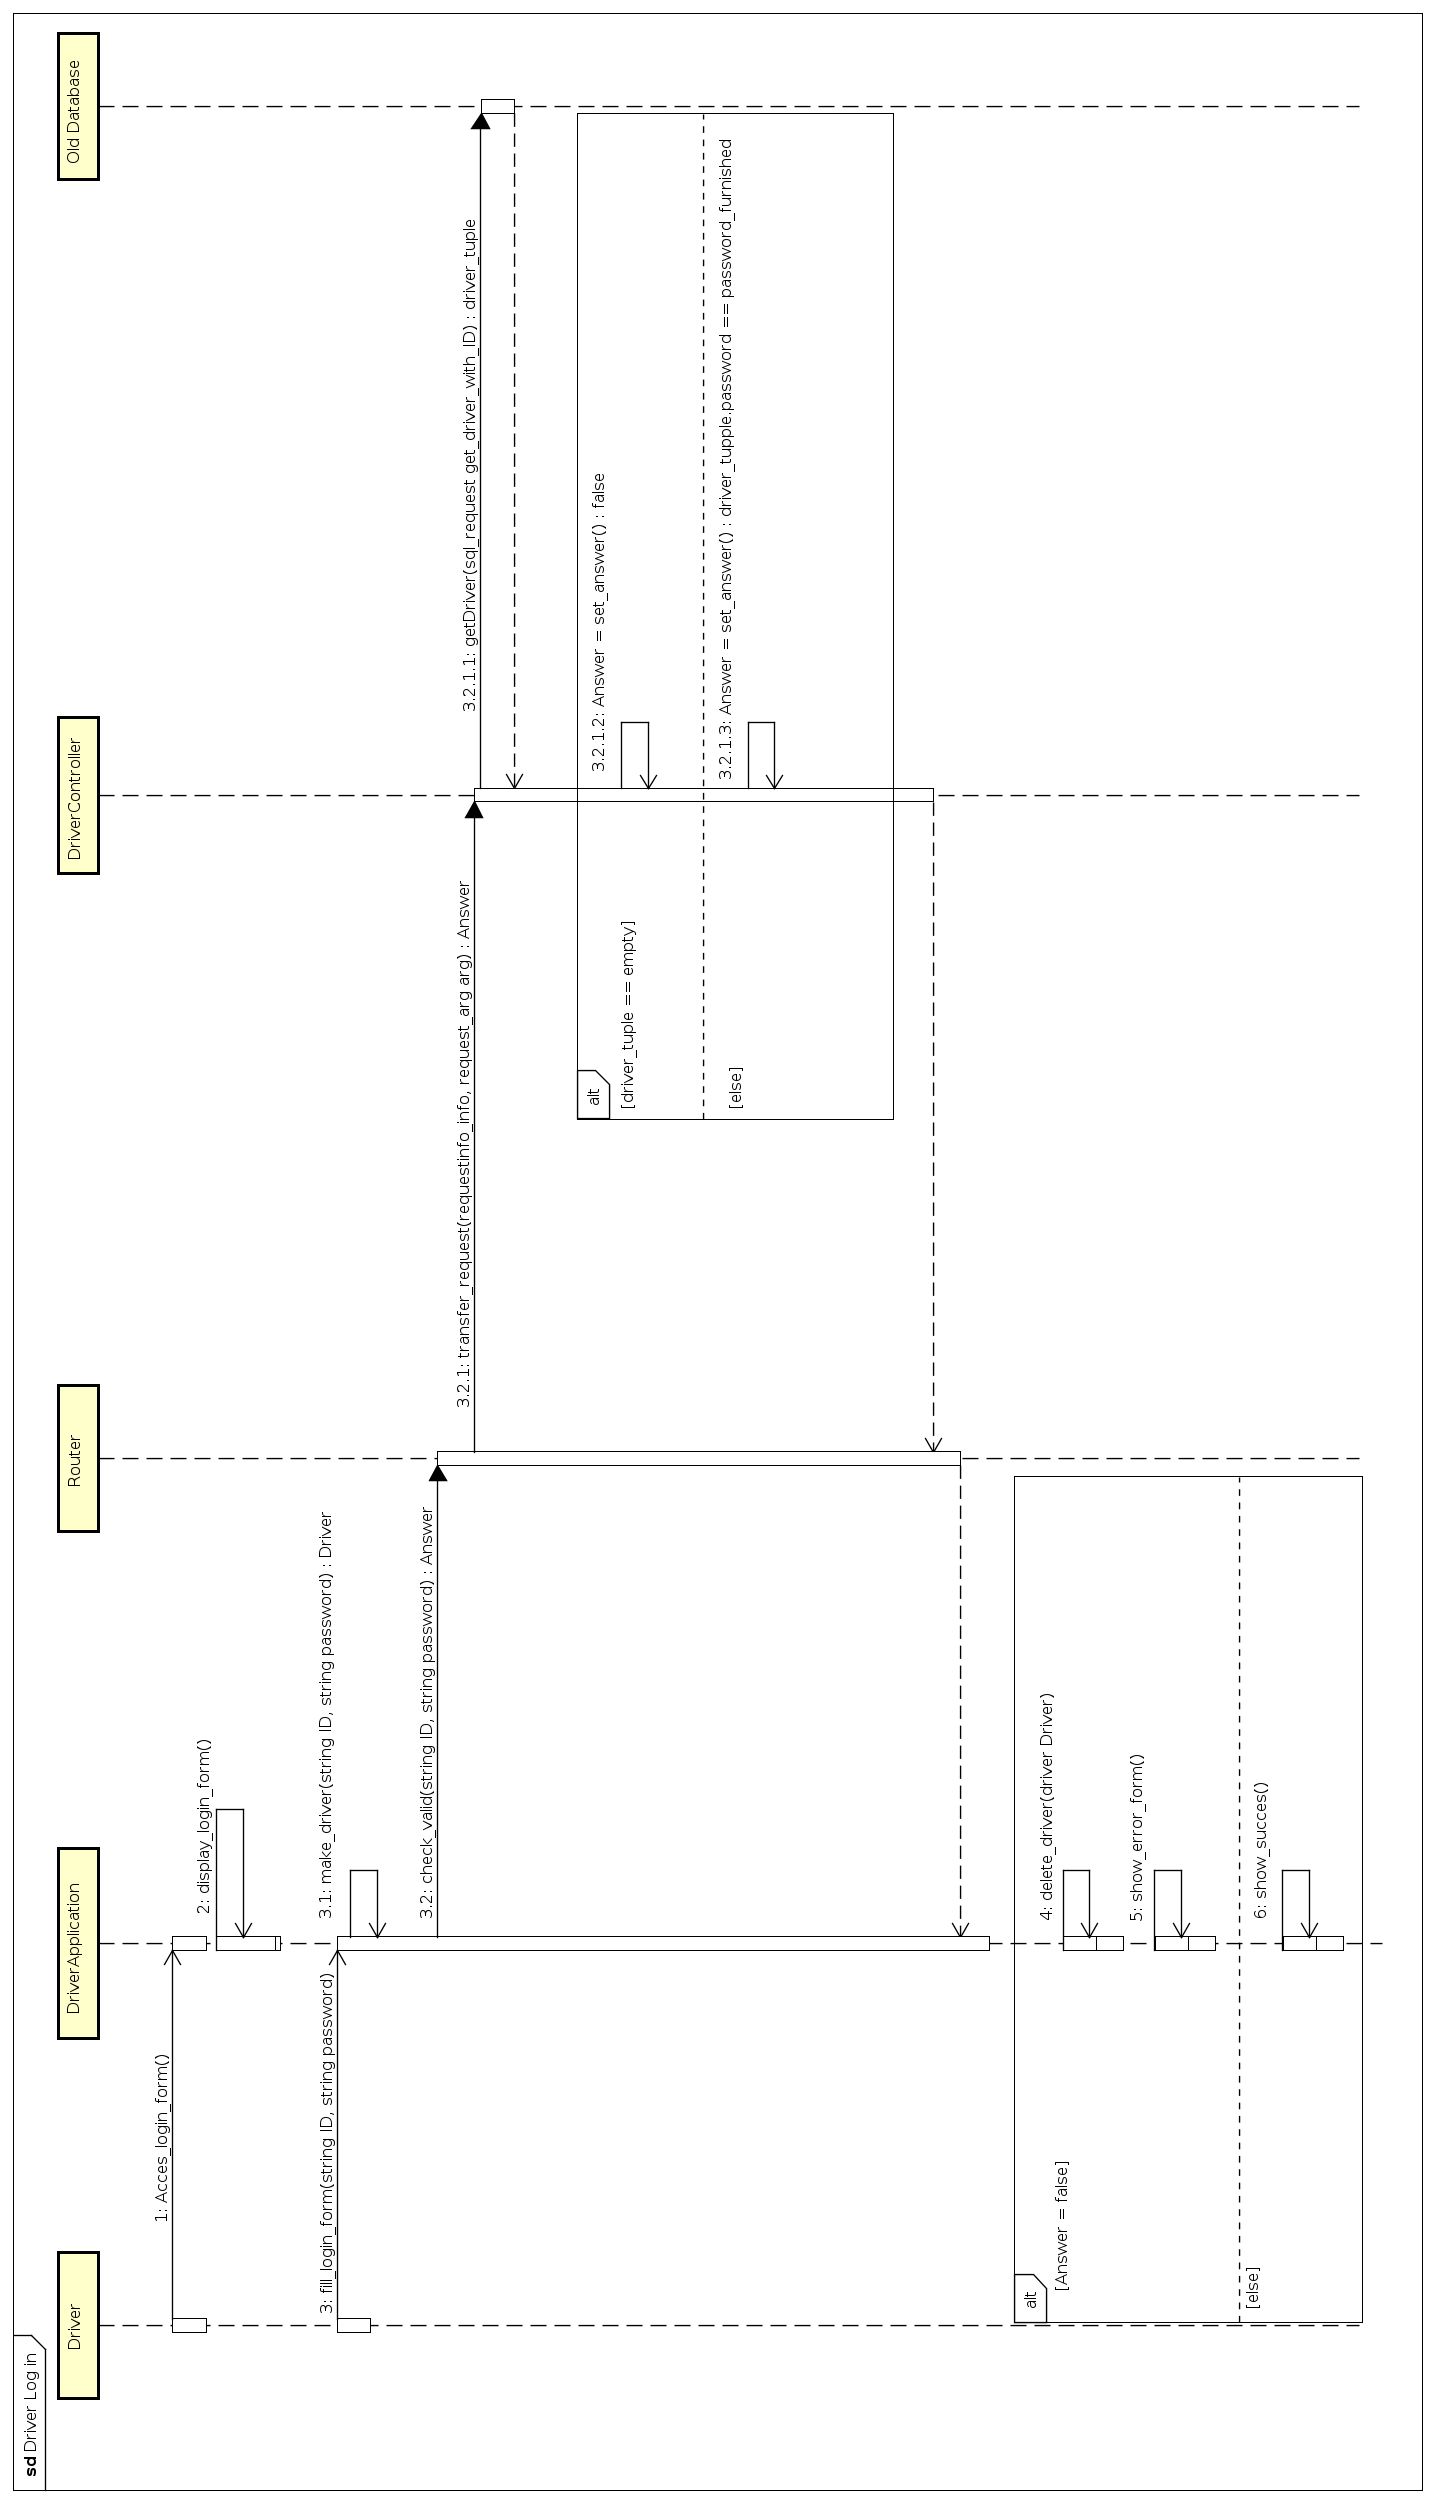 sd Driver Log in
Driver
DriverApplication
Router
DriverController
Old Database
1: Acces_login_form()
2: display_login_form()
3: fill_login_form(string ID, string password)
3.1: make_driver(string ID, string password) : Driver
3.2: check_valid(string ID, string password) : Answer
3.2.1: transfer_request(requestinfo_info, request_arg arg) : Answer
3.2.1.1: getDriver(sql_request get_driver_with_ID) : driver_tuple
alt
[driver_tuple == empty]
3.2.1.2: Answer = set_answer() : false
[else]
3.2.1.3: Answer = set_answer() : driver_tupple.password == password_furnished
alt
[Answer = false]
4: delete_driver(driver Driver)
5: show_error_form()
[else]
6: show_succes()